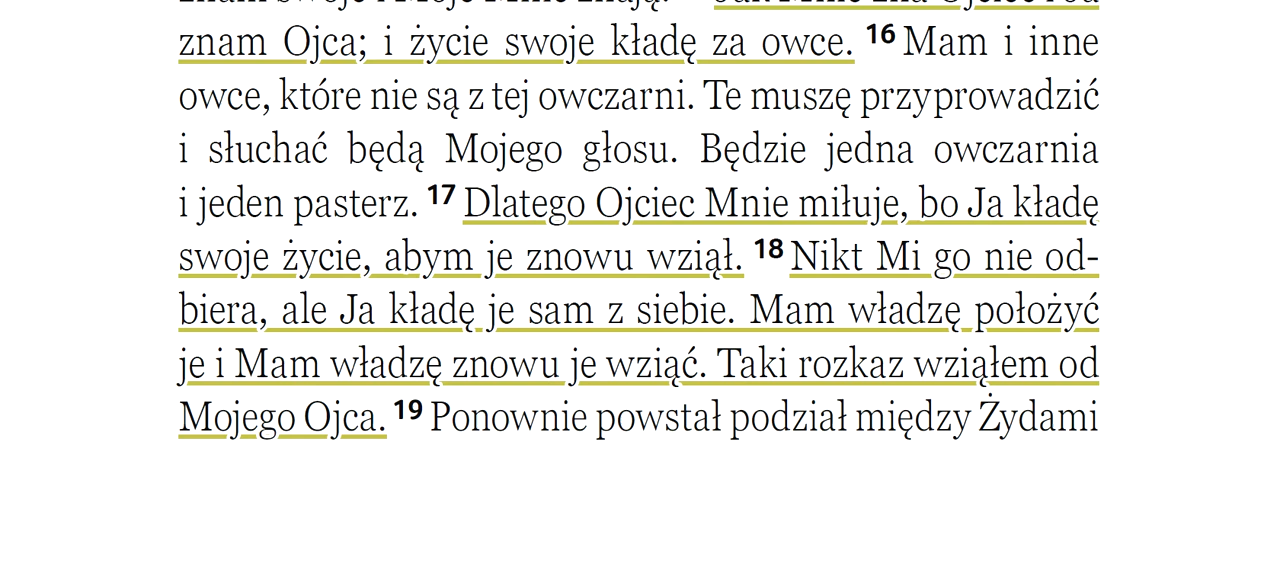 znam Ojca; i życie swoje kładę za owce. 16 Mam i inne
owce, które nie są z tej owczarni. Te muszę przyprowadzić
i słuchać będą Mojego głosu. Będzie jedna owczarnia
i jeden pasterz. 17 Dlatego Ojciec Mnie miłuje, bo Ja kładę
swoje życie, abym je znowu wziął. 18 Nikt Mi go nie od-
biera, ale Ja kładę je sam z siebie. Mam władzę położyć
je i Mam władzę znowu je wziąć. Taki rozkaz wziąłem od
Mojego Ojca. 19 Ponownie powstał podział między Żydami